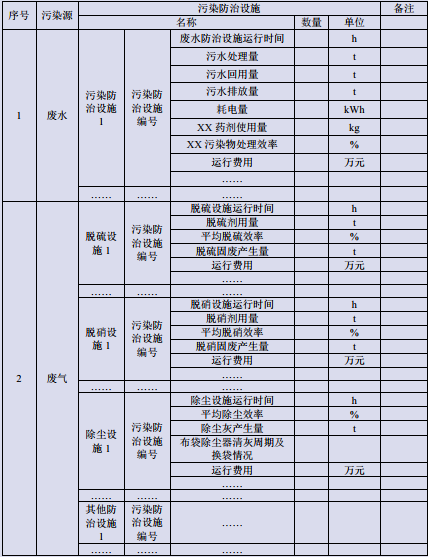 序号 污染源 污染防治设施 备注
名称 数量 单位
1 废水 污染防治设施1 污染防治设施编号 废水防治设施运行时间 h
污水处理量 t
污水回用量 t
污水排放量 t
耗电量 kWh
XX 药剂使用量 kg
XX 污染物处理效率 %
运行费用 万元
……
…… …… ……
2 废气 脱硫设施1 污染防治设施编号 脱硫设施运行时间 h
脱硫剂用量 t
平均脱硫效率 %
脱硫固废产生量 t
运行费用 万元
……
…… …… ……
脱硝设施1 污染防治设施编号 脱硝设施运行时间 h
脱硝剂用量 t
平均脱硝效率 %
脱硝固废产生量 t
运行费用 万元
……
…… …… ……
除尘设施1 污染防治设施编号 除尘设施运行时间 h
平均除尘效率 %
除尘灰产生量 t
布袋除尘器清灰周期及
换袋情况
运行费用 万元
……
…… …… ……
其他防治设施1 污染防治设施编号 ……
…… …… ……